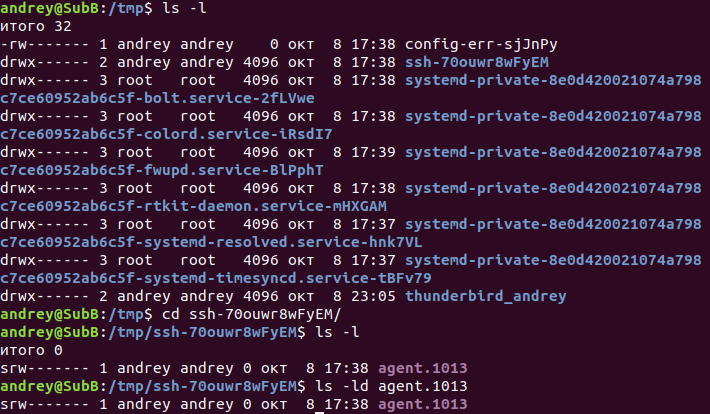 andrey@SubB:/tmp$ ls -l
итого 32
-rw------- 1 andrey andrey    0 окт  8 17:38 config-err-sjJnPy
drwx------ 2 andrey andrey 4096 окт  8 17:38 ssh-70ouwr8wFyEM
drwx------ 3 root   root   4096 окт  8 17:38 systemd-private-8e0d420021074a798
c7ce60952ab6c5f-bolt.service-2fLVwe
drwx------ 3 root   root   4096 окт  8 17:38 systemd-private-8e0d420021074a798
c7ce60952ab6c5f-colord.service-iRsdI7
drwx------ 3 root   root   4096 окт  8 17:39 systemd-private-8e0d420021074a798
c7ce60952ab6c5f-fwupd.service-BlPphT
drwx------ 3 root   root   4096 окт  8 17:38 systemd-private-8e0d420021074a798
c7ce60952ab6c5f-rtkit-daemon.service-mHXGAM
drwx------ 3 root   root   4096 окт  8 17:37 systemd-private-8e0d420021074a798
c7ce60952ab6c5f-systemd-resolved.service-hnk7VL
drwx------ 3 root   root   4096 окт  8 17:37 systemd-private-8e0d420021074a798
c7ce60952ab6c5f-systemd-timesyncd.service-tBFv79
drwx------ 2 andrey andrey 4096 окт  8 23:05 thunderbird_andrey
andrey@SubB:/tmp$ cd ssh-70ouwr8wFyEM/
andrey@SubB:/tmp/ssh-70ouwr8wFyEM$ ls -l
итого 0
srw------- 1 andrey andrey 0 окт  8 17:38 agent.1013
andrey@SubB:/tmp/ssh-70ouwr8wFyEM$ ls -ld agent.1013
srw------- 1 andrey andrey 0 окт  8 17:38 agent.1013